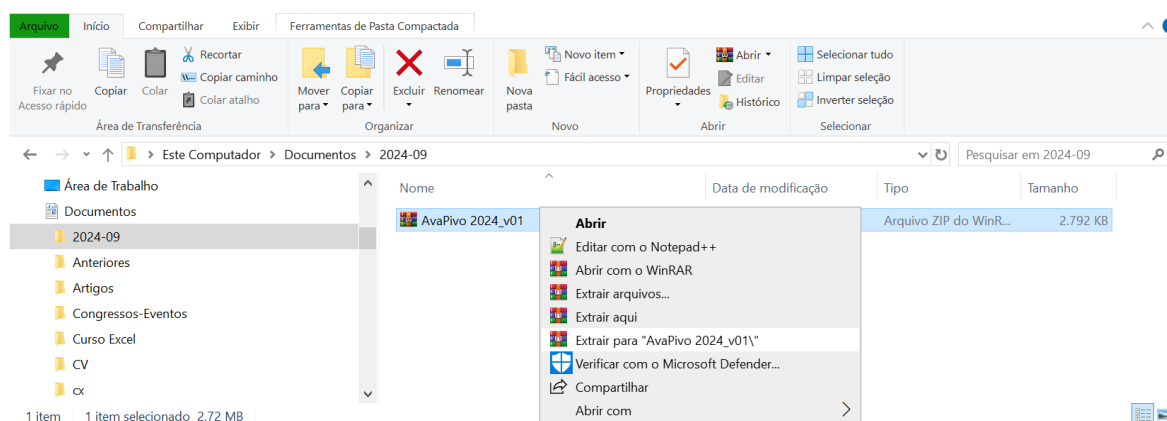 Arquivo Início Compartilhar Exibir Ferramentas de Pasta Compactada
Fixar no Acesso rápido
Copiar
Colar
Recortar
Copiar caminho
Colar atalho
Área de Transferência
Mover para
Copiar para
Excluir
Renomear
Organizar
Nova pasta
Novo item
Fácil acesso
Novo
Propriedades
Abrir
Editar
Histórico
Abrir
Selecionar tudo
Limpar seleção
Inverter seleção
Selecionar
Este Computador > Documentos > 2024-09
Pesquisar em 2024-09
Área de Trabalho
Documentos
2024-09
Anteriores
Artigos
Congressos-Eventos
Curso Excel
CV
cx
Nome Data de modificação Tipo Tamanho
AvaPivo 2024_v01 Arquivo ZIP do WinR... 2.792 KB
Abrir
Editar com o Notepad++
Abrir com o WinRAR
Extrair arquivos...
Extrair aqui
Extrair para "AvaPivo 2024_v01\"
Verificar com o Microsoft Defender...
Compartilhar
Abrir com
1 item 1 item selecionado 2,72 MB